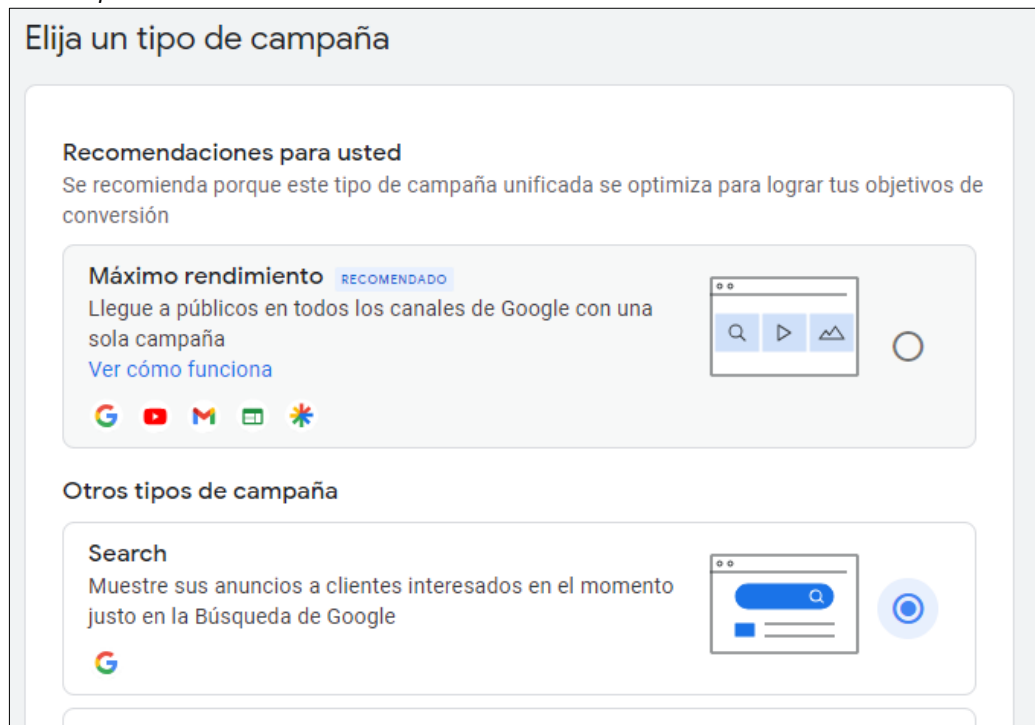 Elija un tipo de campaña
Recomendaciones para usted
Se recomienda porque este tipo de campaña unificada se optimiza para lograr tus objetivos de
conversión
Máximo rendimiento RECOMENDADO
Llegue a públicos en todos los canales de Google con una
sola campaña
Ver cómo funciona
Otros tipos de campaña
Search
Muestre sus anuncios a clientes interesados en el momento
justo en la Búsqueda de Google